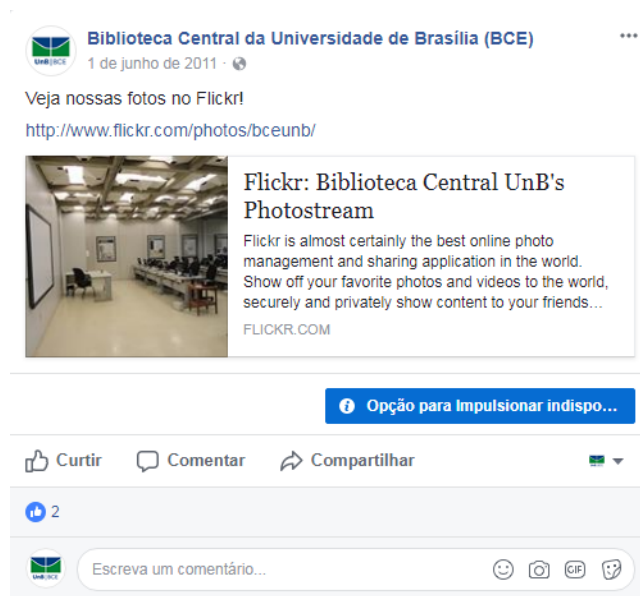 Biblioteca Central da Universidade de Brasília (BCE)
1 de junho de 2011 ·
Veja nossas fotos no Flickr!
http://www.flickr.com/photos/bceunb/
Flickr: Biblioteca Central UnB's
Photostream
Flickr is almost certainly the best online photo
management and sharing application in the world.
Show off your favorite photos and videos to the world,
securely and privately show content to your friends...
FLICKR.COM
Opção para Impulsionar indispo...
Curtir Comentar Compartilhar
2
UnB|BCE Escreva um comentário... GIF